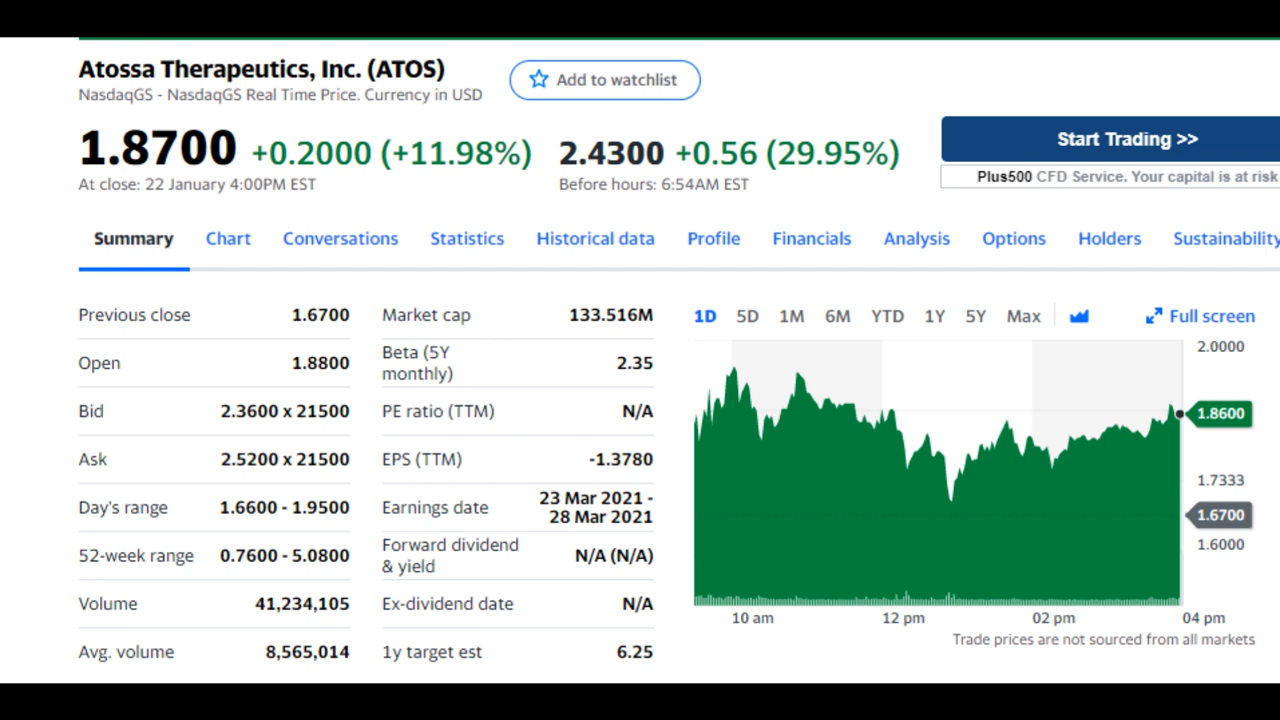 Atossa Therapeutics, Inc. (ATOS)
Add to watchlist
NasdaqGS - NasdaqGS Real Time Price. Currency in USD
1.8700 +0.2000 (+11.98%) 2.4300 +0.56 (29.95%)
At close: 22 January 4:00PM EST
Before hours: 6:54AM EST
Start Trading >>
Plus500 CFD Service. Your capital is at risk
Summary Chart Conversations Statistics Historical data Profile Financials Analysis Options Holders Sustainability
Previous close 1.6700
Open 1.8800
Bid 2.3600 x 21500
Ask 2.5200 x 21500
Day's range 1.6600 - 1.9500
52-week range 0.7600 - 5.0800
Volume 41,234,105
Avg. volume 8,565,014
Market cap 133.516M
Beta (5Y
monthly) 2.35
PE ratio (TTM) N/A
EPS (TTM) -1.3780
Earnings date 23 Mar 2021 -
28 Mar 2021
Forward dividend
& yield N/A (N/A)
Ex-dividend date N/A
1y target est 6.25
1D 5D 1M 6M YTD 1Y 5Y Max Full screen
2.0000
1.8600
1.7333
1.6700
1.6000
10 am 12 pm 02 pm 04 pm
Trade prices are not sourced from all markets